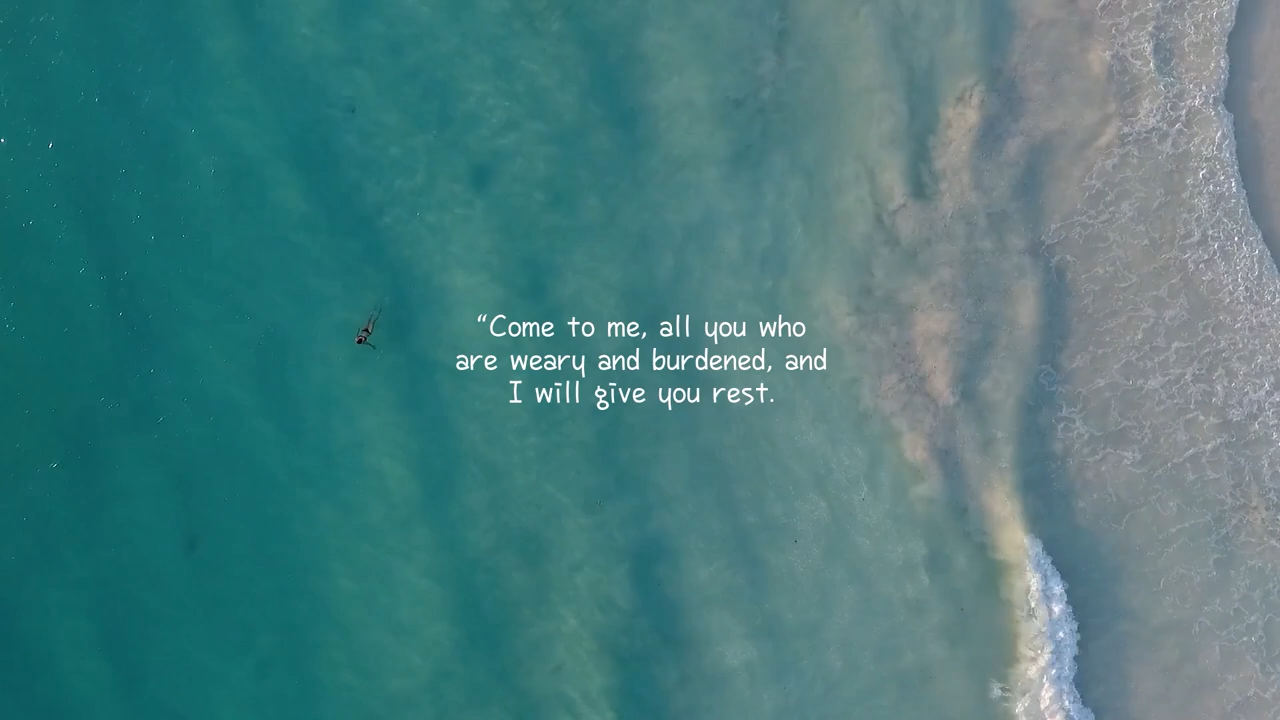 “Come to me, all you who
are weary and burdened, and
I will give you rest.